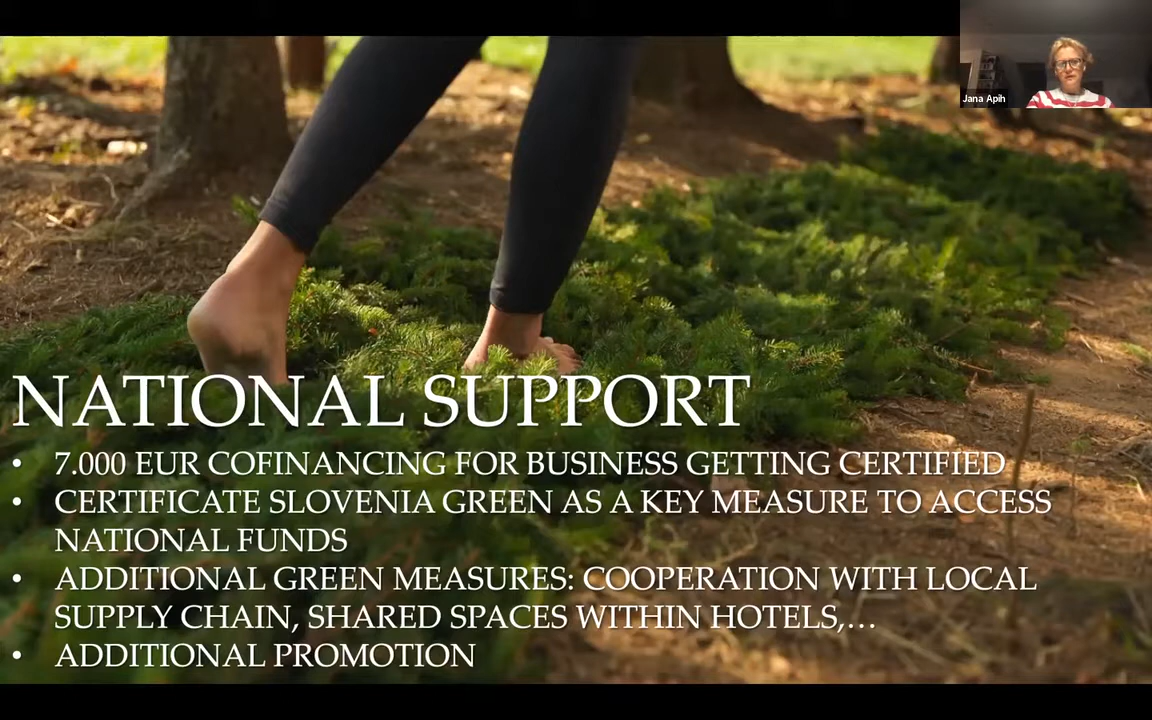 Jana Apih
NATIONAL SUPPORT
• 7.000 EUR COFINANCING FOR BUSINESS GETTING CERTIFIED
• CERTIFICATE SLOVENIA GREEN AS A KEY MEASURE TO ACCESS
NATIONAL FUNDS
• ADDITIONAL GREEN MEASURES: COOPERATION WITH LOCAL
SUPPLY CHAIN, SHARED SPACES WITHIN HOTELS,…
• ADDITIONAL PROMOTION